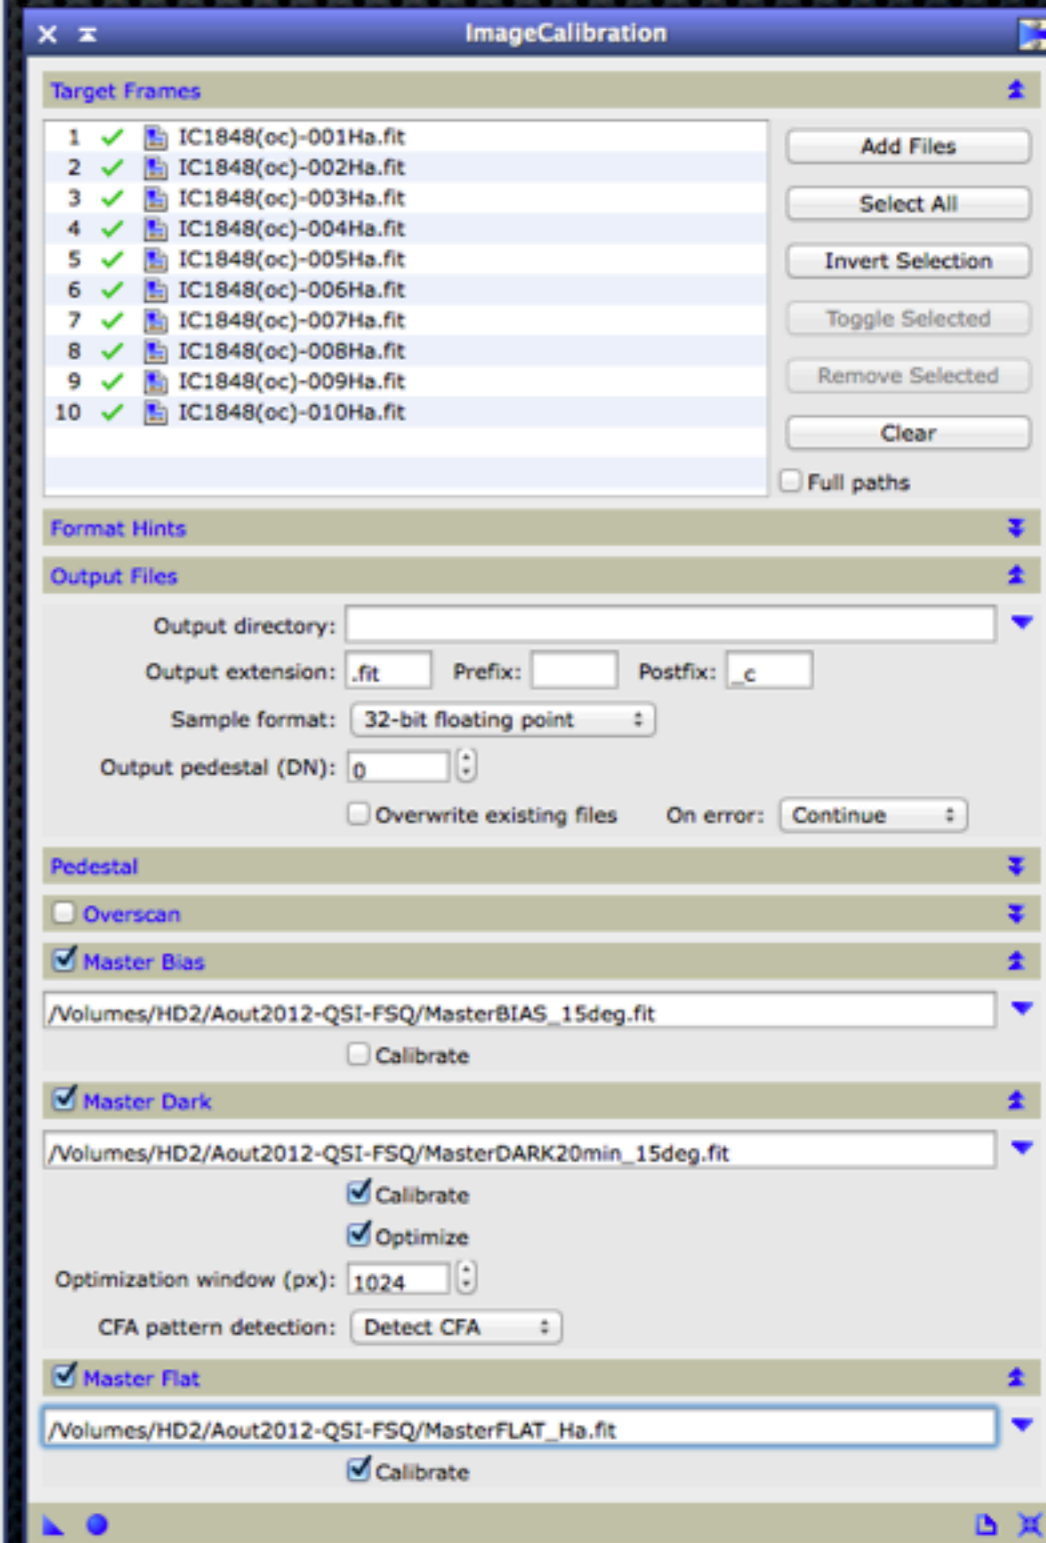 ImageCalibration
Target Frames
1 IC1848(oc)-001Ha.fit
2 IC1848(oc)-002Ha.fit
3 IC1848(oc)-003Ha.fit
4 IC1848(oc)-004Ha.fit
5 IC1848(oc)-005Ha.fit
6 IC1848(oc)-006Ha.fit
7 IC1848(oc)-007Ha.fit
8 IC1848(oc)-008Ha.fit
9 IC1848(oc)-009Ha.fit
10 IC1848(oc)-010Ha.fit
Add Files
Select All
Invert Selection
Toggle Selected
Remove Selected
Clear
Full paths
Format Hints
Output Files
Output directory:
Output extension: .fit Prefix: Postfix: _c
Sample format: 32-bit floating point
Output pedestal (DN): 0
Overwrite existing files On error: Continue
Pedestal
Overscan
Master Bias
/Volumes/HD2/Aout2012-QSI-FSQ/MasterBIAS_15deg.fit
Calibrate
Master Dark
/Volumes/HD2/Aout2012-QSI-FSQ/MasterDARK20min_15deg.fit
Calibrate
Optimize
Optimization window (px): 1024
CFA pattern detection: Detect CFA
Master Flat
/Volumes/HD2/Aout2012-QSI-FSQ/MasterFLAT_Ha.fit
Calibrate